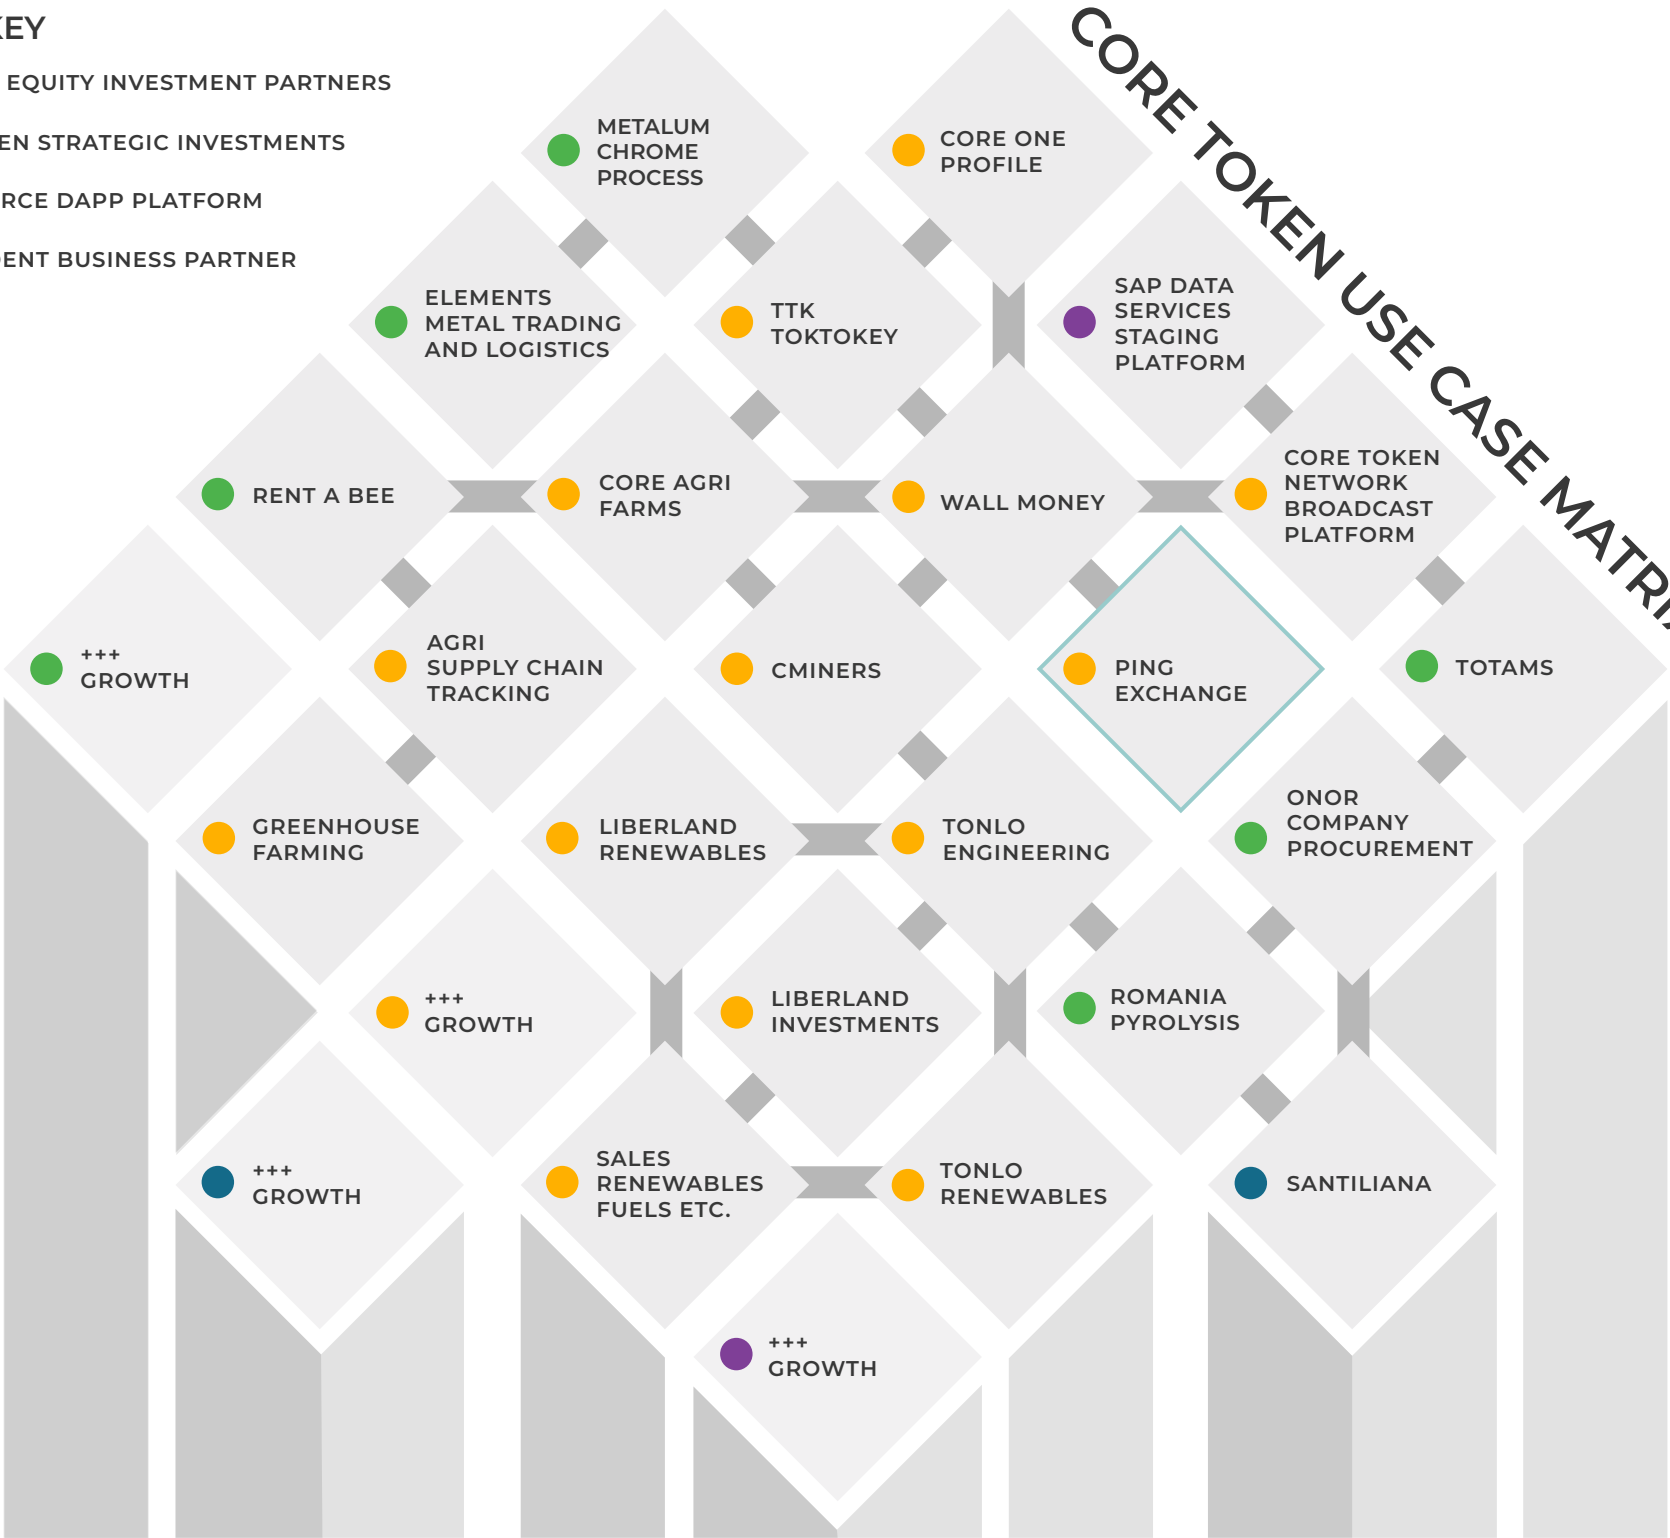 KEY
EQUITY INVESTMENT PARTNERS
EN STRATEGIC INVESTMENTS
RCE DAPP PLATFORM
DENT BUSINESS PARTNER
CORE TOKEN USE CASE MATRIX
METALUM
CHROME
PROCESS
CORE ONE
PROFILE
ELEMENTS
METAL TRADING
AND LOGISTICS
TTK
TOKTOKEY
SAP DATA
SERVICES
STAGING
PLATFORM
RENT A BEE
CORE AGRI
FARMS
WALL MONEY
CORE TOKEN
NETWORK
BROADCAST
PLATFORM
+++
GROWTH
AGRI
SUPPLY CHAIN
TRACKING
CMINERS
PING
EXCHANGE
TOTAMS
GREENHOUSE
FARMING
LIBERLAND
RENEWABLES
TONLO
ENGINEERING
ONOR
COMPANY
PROCUREMENT
+++
GROWTH
LIBERLAND
INVESTMENTS
ROMANIA
PYROLYSIS
+++
GROWTH
SALES
RENEWABLES
FUELS ETC.
TONLO
RENEWABLES
SANTILIANA
+++
GROWTH